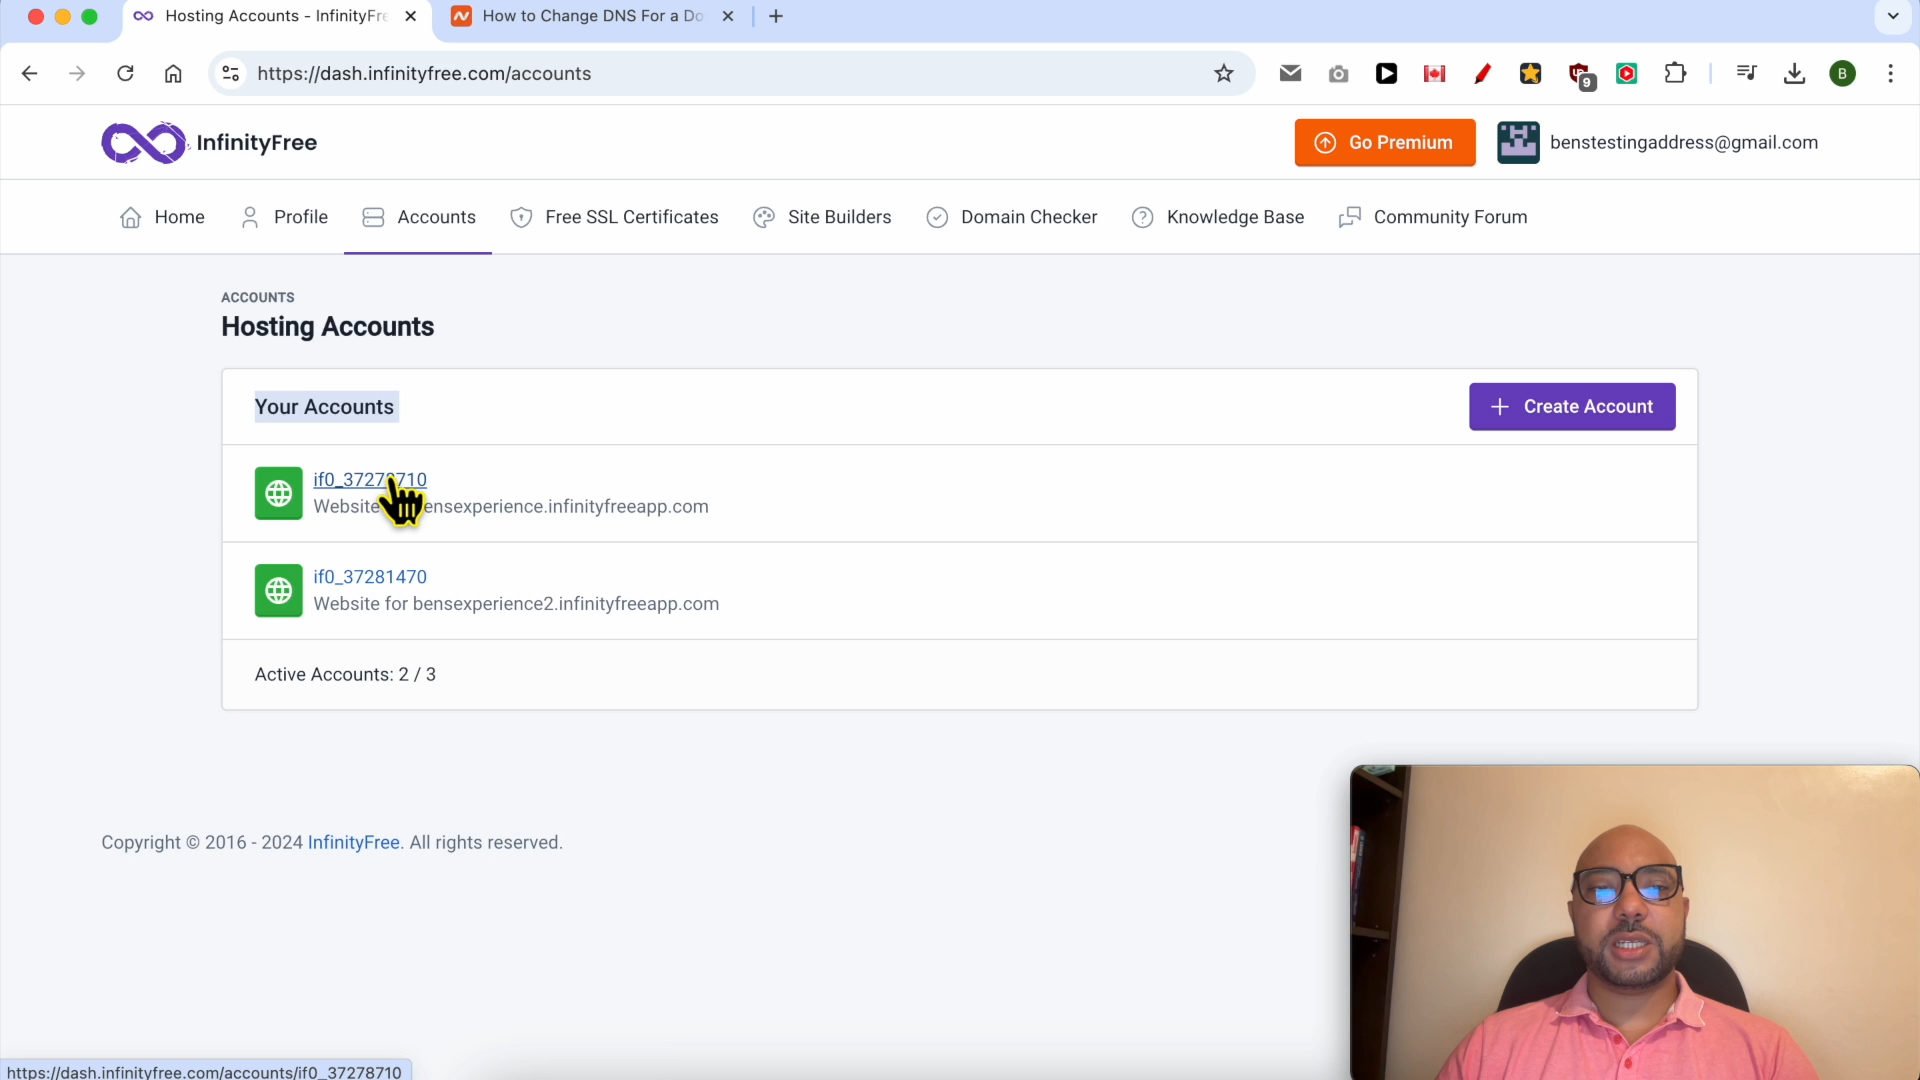 Hosting Accounts - InfinityFre
How to Change DNS For a Do
https://dash.infinityfree.com/accounts
9
B
InfinityFree
Go Premium
benstestingaddress@gmail.com
Home
Profile
Accounts
Free SSL Certificates
Site Builders
Domain Checker
Knowledge Base
Community Forum
ACCOUNTS
Hosting Accounts
Your Accounts
Create Account
if0_37278710
Website ensexperience.infinityfreeapp.com
if0_37281470
Website for bensexperience2.infinityfreeapp.com
Active Accounts: 2 / 3
Copyright © 2016 - 2024 InfinityFree. All rights reserved.
https://dash.infinityfree.com/accounts/if0_37278710